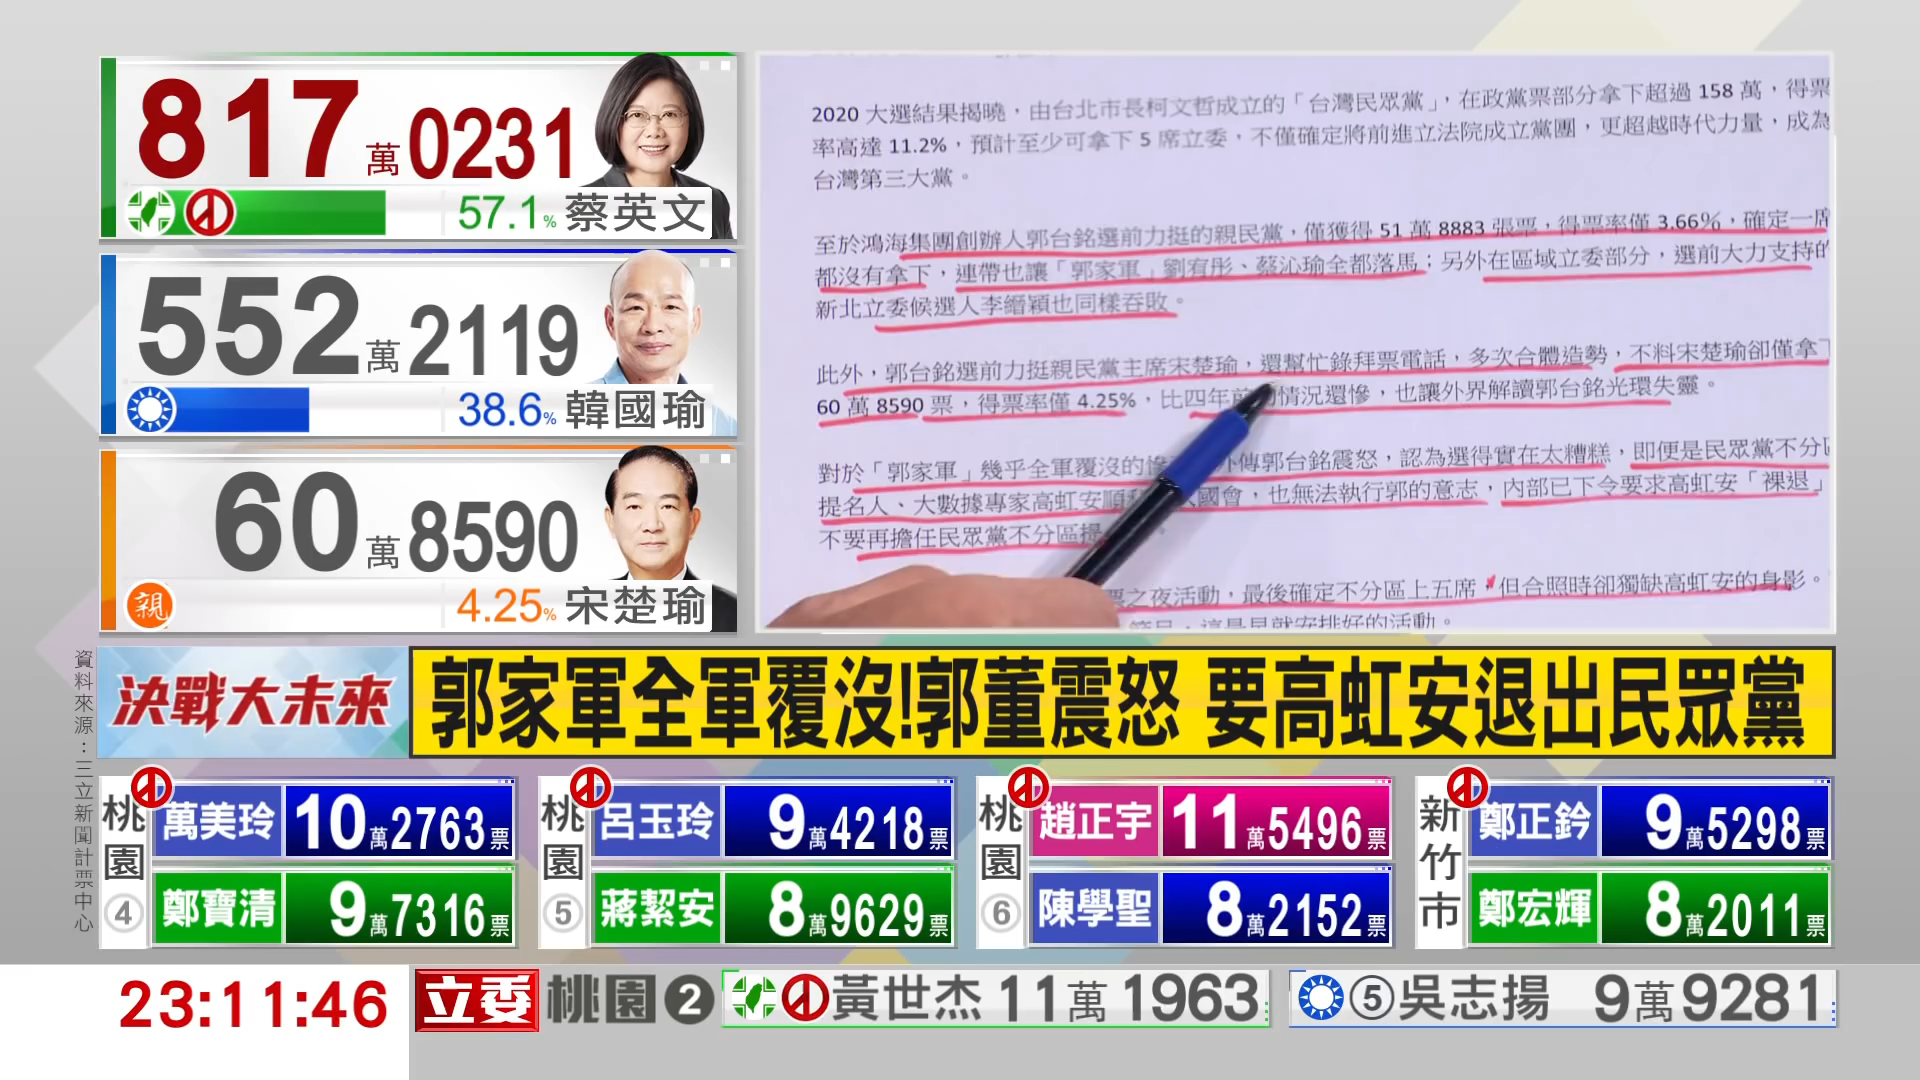 817萬0231
57.1% 蔡英文
552萬2119
38.6% 韓國瑜
60萬8590
親 4.25% 宋楚瑜
2020 大選結果揭曉，由台北市長柯文哲成立的「台灣民眾黨」，在政黨票部分拿下超過 158 萬，得票
率高達 11.2%，預計至少可拿下 5 席立委，不僅確定將前進立法院成立黨團，更超越時代力量，成為
台灣第三大黨。
至於鴻海集團創辦人郭台銘選前力挺的親民黨，僅獲得 51 萬 8883 張票，得票率僅 3.66%，確定一席
都沒有拿下，連帶也讓「郭家軍」劉宥彤、蔡沁瑜全都落馬；另外在區域立委部分，選前大力支持的
新北立委候選人李縉穎也同樣吞敗。
此外，郭台銘選前力挺親民黨主席宋楚瑜，還幫忙錄拜票電話，多次合體造勢，不料宋楚瑜卻僅拿下
60 萬 8590 票，得票率僅 4.25%，比四年前 情況還慘，也讓外界解讀郭台銘光環失靈。
對於「郭家軍」幾乎全軍覆沒的 外傳郭台銘震怒，認為選得實在太糟糕，即便是民眾黨不分區
提名人、大數據專家高虹安順利 國會，也無法執行郭的意志，內部已下令要求高虹安「裸退」
不要再擔任民眾黨不分區提 。
票之夜活動，最後確定不分區上五席，但合照時卻獨缺高虹安的身影。
節目，這是早就安排好的活動。
資料來源：三立新聞計票中心
決戰大未來 郭家軍全軍覆沒!郭董震怒 要高虹安退出民眾黨
桃園④ 萬美玲 10萬2763票
鄭寶清 9萬7316票
桃園⑤ 呂玉玲 9萬4218票
蔣絜安 8萬9629票
桃園⑥ 趙正宇 11萬5496票
陳學聖 8萬2152票
新竹市 鄭正鈐 9萬5298票
鄭宏輝 8萬2011票
23:11:46 立委 桃園❷ 黃世杰 11萬1963 ⑤吳志揚 9萬9281